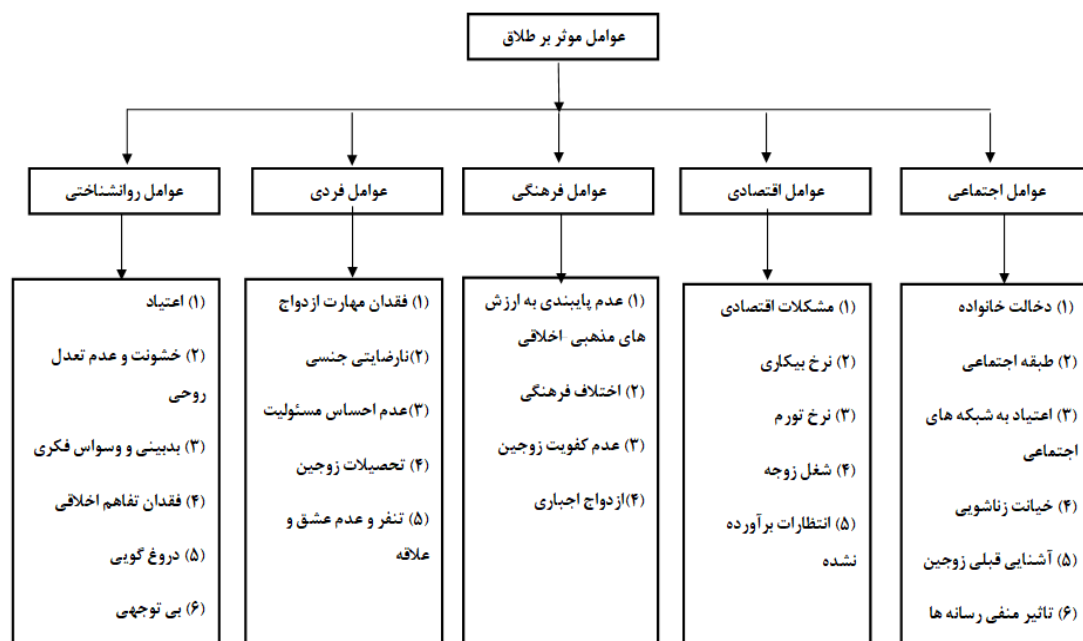 عوامل موثر بر طلاق
عوامل اجتماعی
عوامل اقتصادی
عوامل فرهنگی
عوامل فردی
عوامل روانشناختی
(۱) دخالت خانواده
(۲) طبقه اجتماعی
(۳) اعتیاد به شبکه های
اجتماعی
(۴) خیانت زناشویی
(۵) آشنایی قبلی زوجین
(۶) تاثیر منفی رسانه ها
(۱) مشکلات اقتصادی
(۲) نرخ بیکاری
(۳) نرخ تورم
(۴) شغل زوجه
(۵) انتظارات برآورده
نشده
(۱) عدم پایبندی به ارزش
های مذهبی-اخلاقی
(۲) اختلاف فرهنگی
(۳) عدم کفویت زوجین
(۴)ازدواج اجباری
(۱) فقدان مهارت ازدواج
(۲)نارضایتی جنسی
(۳)عدم احساس مسئولیت
(۴) تحصیلات زوجین
(۵) تنفر و عدم عشق و
علاقه
(۱) اعتیاد
(۲) خشونت و عدم تعدل
روحی
(۳) بدبینی و وسواس فکری
(۴) فقدان تفاهم اخلاقی
(۵) دروغ گویی
(۶) بی توجهی